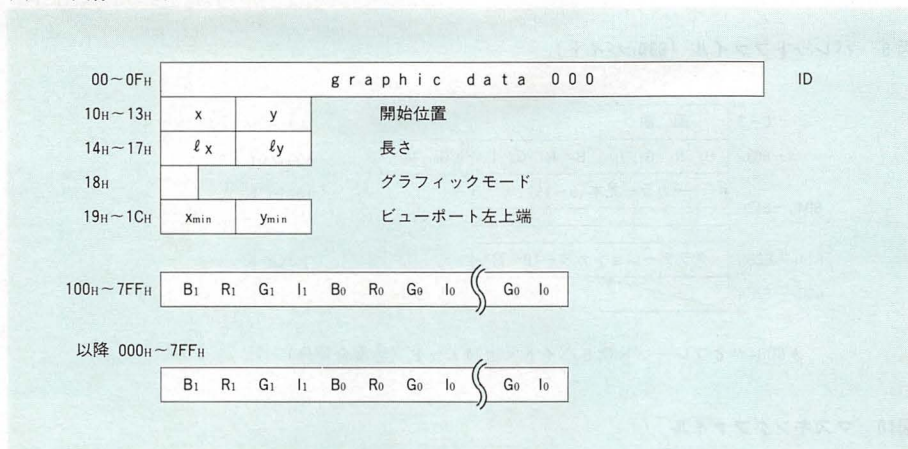 00～0FH graphic data 000 ID
10H～13H x y 開始位置
14H～17H ℓx ℓy 長さ
18H グラフィックモード
19H～1CH xmin ymin ビューポート左上端
100H～7FFH B1 R1 G1 I1 B0 R0 G0 I0 G0 I0
以降 000H～7FFH
B1 R1 G1 I1 B0 R0 G0 I0 G0 I0